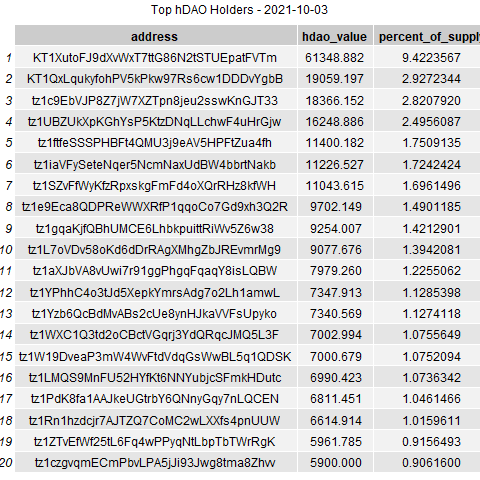 Top hDAO Holders - 2021-10-03
address hdao_value percent_of_supply
1 KT1XutoFJ9dXvWxT7ttG86N2tSTUEpatFVTm 61348.882 9.4223567
2 KT1QxLqukyfohPV5kPkw97Rs6cw1DDDvYgbB 19059.197 2.9272344
3 tz1c9EbVJP8Z7jW7XZTpn8jeu2sswKnGJT33 18366.152 2.8207920
4 tz1UBZUkXpKGhYsP5KtzDNqLLchwF4uHrGjw 16248.886 2.4956087
5 tz1ftfeSSSPHBFt4QMU3j9eAV5HPFtZua4fh 11400.182 1.7509135
6 tz1iaVFySeteNqer5NcmNaxUdBW4bbrtNakb 11226.527 1.7242424
7 tz1SZvFfWyKfzRpxskgFmFd4oXQrRHz8kfWH 11043.615 1.6961496
8 tz1e9Eca8QDPReWWXRfP1qqoCo7Gd9xh3Q2R 9702.149 1.4901185
9 tz1gqaKjfQBhUMCE6LhbkpuittRiWv5Z6w38 9254.007 1.4212901
10 tz1L7oVDv58oKd6dDrRAgXMhgZbJREvmrMg9 9077.676 1.3942081
11 tz1aXJbVA8vUwi7r91ggPhgqFqaqY8isLQBW 7979.260 1.2255062
12 tz1YPhhC4o3tJd5XepkYmrsAdg7o2Lh1amwL 7347.913 1.1285398
13 tz1Yzb6QcBdMvABs2cUe8ynHJkaVVFsUpyko 7340.569 1.1274118
14 tz1WXC1Q3td2oCBctVGqrj3YdQRqcJMQ5L3F 7002.994 1.0755649
15 tz1W19DveaP3mW4WvFtdVdqGsWwBL5q1QDSK 7000.679 1.0752094
16 tz1LMQS9MnFU52HYfKt6NNYubjcSFmkHDutc 6990.423 1.0736342
17 tz1PdK8fa1AAJkeUGtrbY6QNnyGqy7nLQCEN 6811.451 1.0461466
18 tz1Rn1hzdcjr7AJTZQ7CoMC2wLXXfs4pnUUW 6614.914 1.0159611
19 tz1ZTvEfWf25tL6Fq4wPPyqNtLbpTbTWrRgK 5961.785 0.9156493
20 tz1czgvqmECmPbvLPA5jJi93Jwg8tma8Zhvv 5900.000 0.9061600